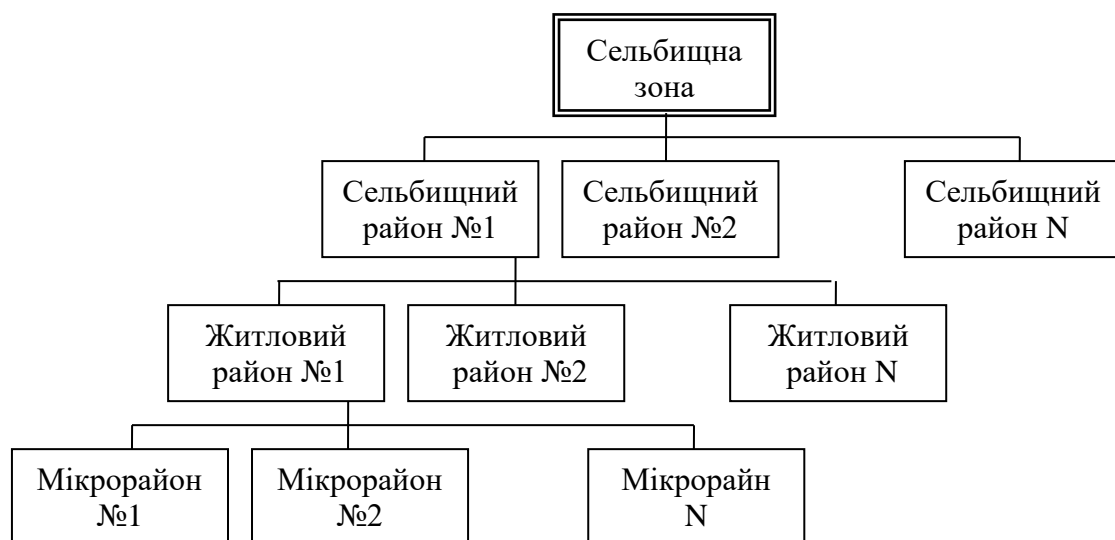 Сельбищна
зона
Сельбищний
район №1
Сельбищний
район №2
Сельбищний
район N
Житловий
район №1
Житловий
район №2
Житловий
район N
Мікрорайон
№1
Мікрорайон
№2
Мікрорайн
N